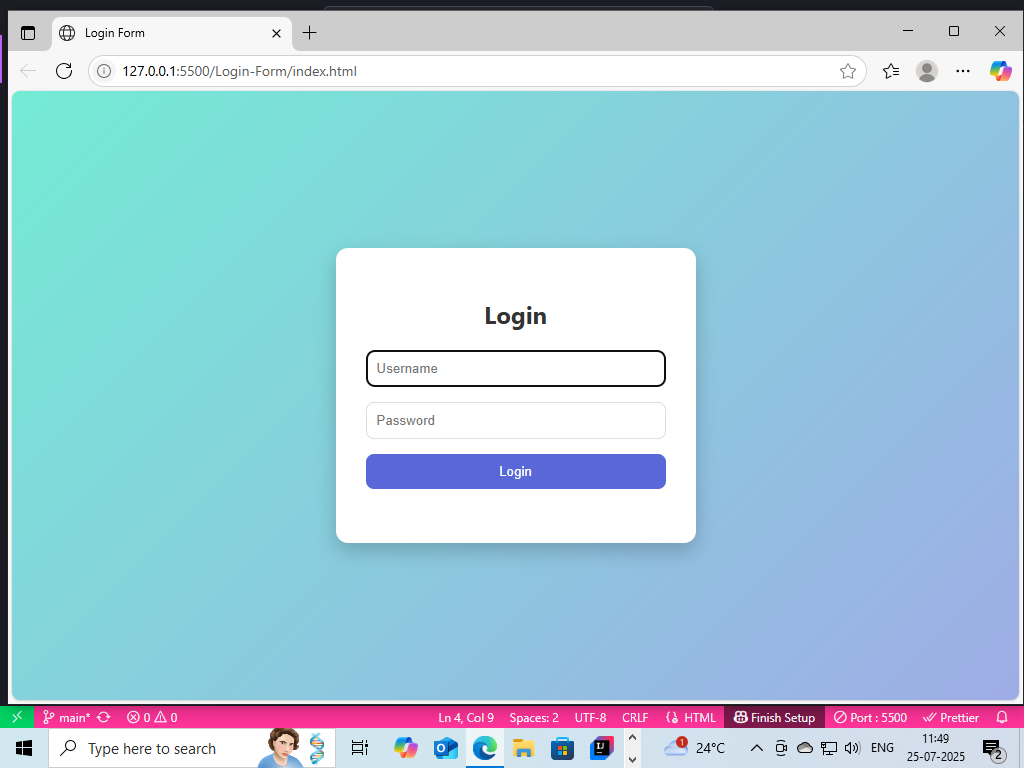 Login Form
127.0.0.1:5500/Login-Form/index.html
Login
Username
Password
Login
main* 0 0 Ln 4, Col 9 Spaces: 2 UTF-8 CRLF HTML Finish Setup Port : 5500 Prettier
Type here to search 1 24°C ENG 11:49
25-07-2025 2